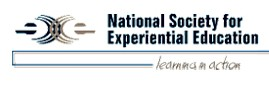 National Society for
Experiential Education
learning in action